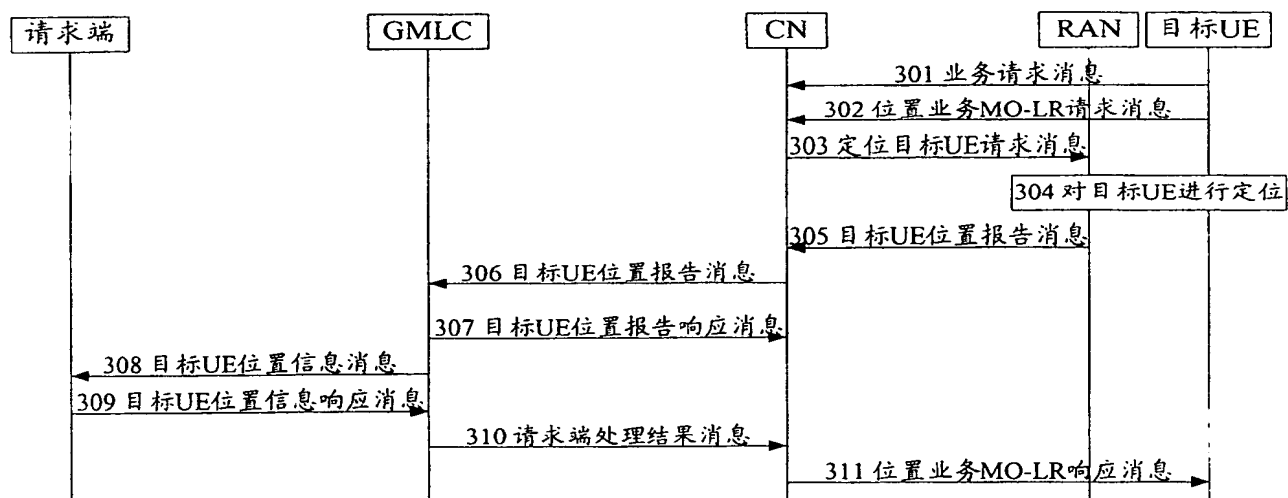 请求端
GMLC
CN
RAN
目标UE
301 业务请求消息
302 位置业务MO-LR请求消息
303 定位目标UE请求消息
304 对目标UE进行定位
305 目标UE位置报告消息
306 目标UE位置报告消息
307 目标UE位置报告响应消息
308 目标UE位置信息消息
309 目标UE位置信息响应消息
310 请求端处理结果消息
311 位置业务MO-LR响应消息